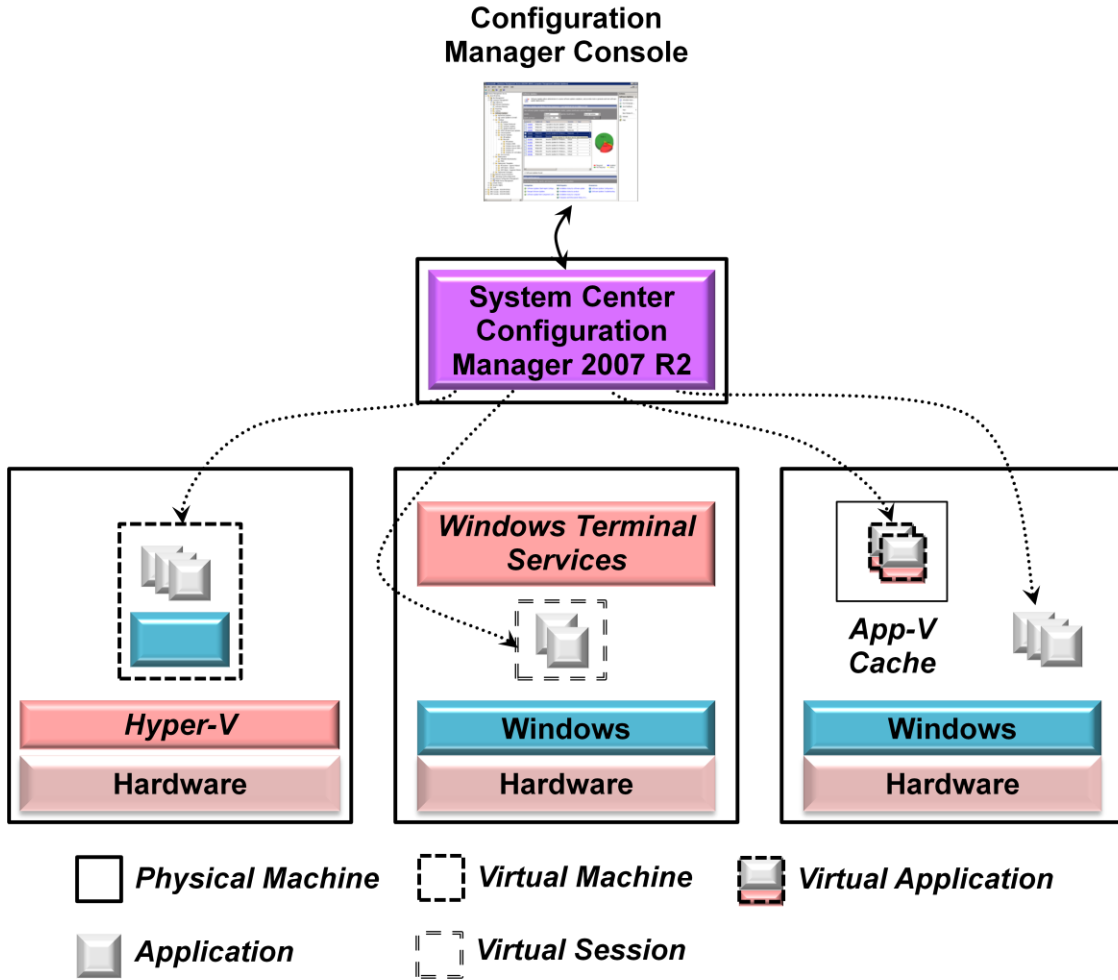 Configuration
Manager Console
System Center
Configuration
Manager 2007 R2
Windows Terminal
Services
App-V
Cache
Hyper-V
Hardware
Windows
Hardware
Windows
Hardware
Physical Machine
Virtual Machine
Virtual Application
Application
Virtual Session